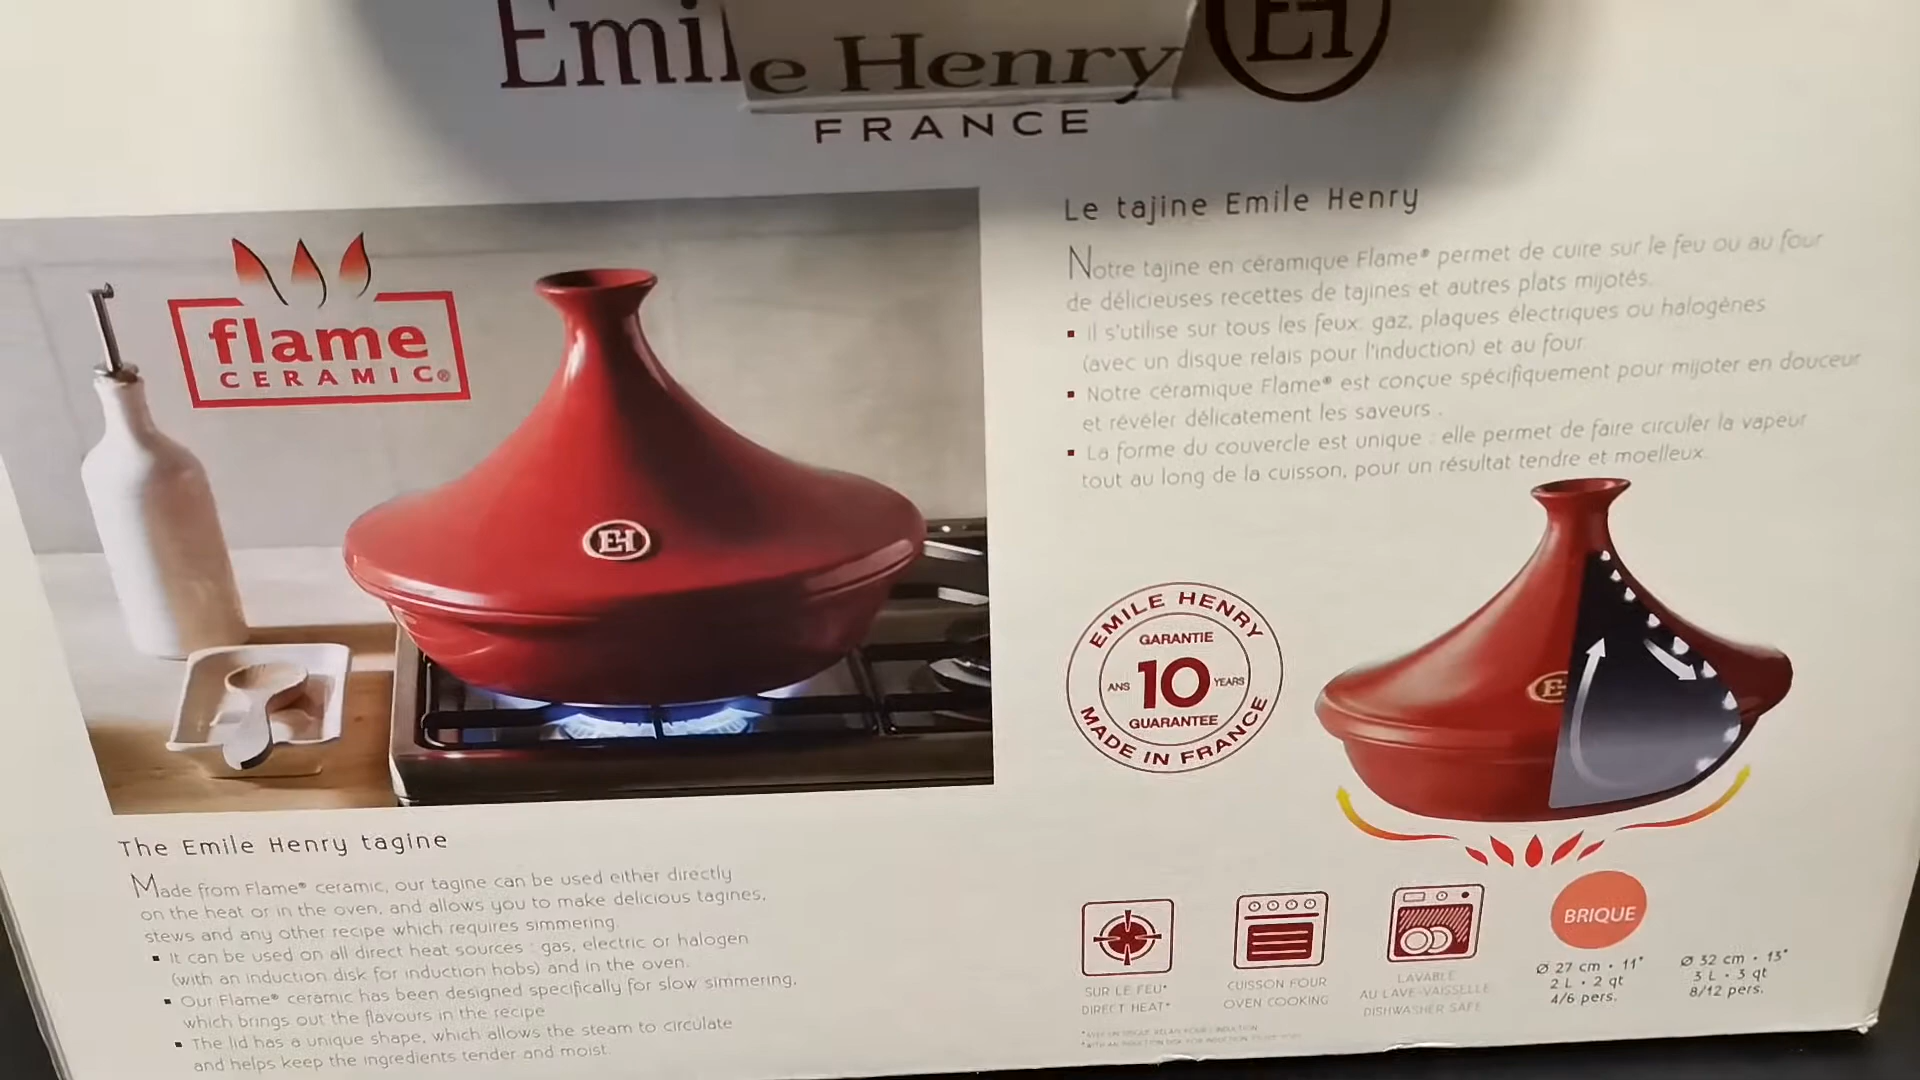 Emile Henry
EH
FRANCE
flame
CERAMIC®
EH
Le tajine Emile Henry
Notre tajine en céramique Flame® permet de cuire sur le feu ou au four
de délicieuses recettes de tajines et autres plats mijotés.
▪ Il s'utilise sur tous les feux: gaz, plaques électriques ou halogènes
(avec un disque relais pour l'induction) et au four.
▪ Notre céramique Flame® est conçue spécifiquement pour mijoter en douceur
et révéler délicatement les saveurs.
▪ La forme du couvercle est unique : elle permet de faire circuler la vapeur
tout au long de la cuisson, pour un résultat tendre et moelleux.
EMILE HENRY
GARANTIE
ANS 10 YEARS
GUARANTEE
MADE IN FRANCE
The Emile Henry tagine
Made from Flame® ceramic, our tagine can be used either directly
on the heat or in the oven, and allows you to make delicious tagines,
stews and any other recipe which requires simmering.
▪ It can be used on all direct heat sources : gas, electric or halogen
(with an induction disk for induction hobs) and in the oven.
▪ Our Flame® ceramic has been designed specifically for slow simmering,
which brings out the flavours in the recipe
▪ The lid has a unique shape, which allows the steam to circulate
and helps keep the ingredients tender and moist.
SUR LE FEU*
DIRECT HEAT*
CUISSON FOUR
OVEN COOKING
LAVABLE
AU LAVE-VAISSELLE
DISHWASHER SAFE
BRIQUE
Ø 27 cm • 11"
2 L • 2 qt
4/6 pers.
Ø 32 cm • 13"
3 L • 3 qt
8/12 pers.
*AVEC UN DISQUE RELAIS POUR L'INDUCTION